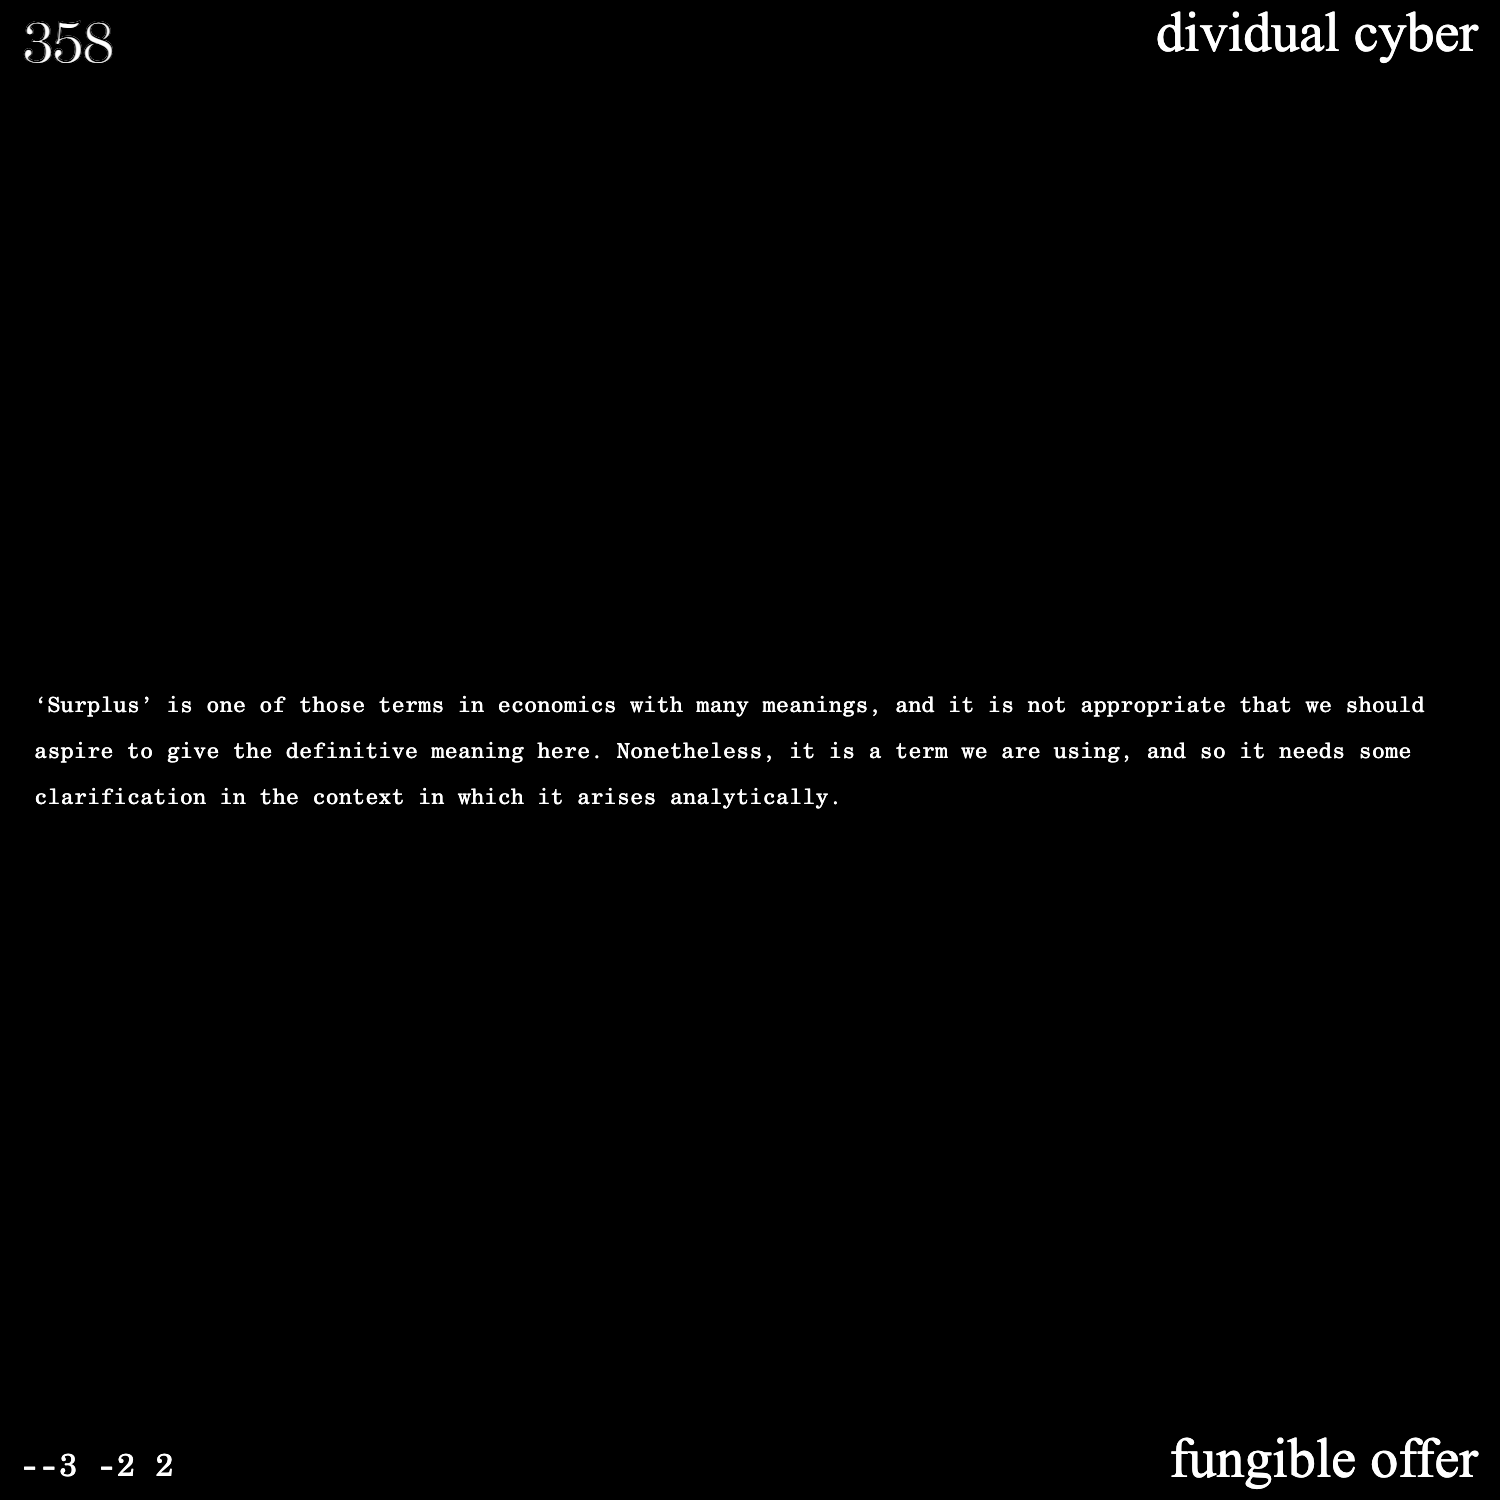 358
dividual cyber
‘Surplus’ is one of those terms in economics with many meanings, and it is not appropriate that we should
aspire to give the definitive meaning here. Nonetheless, it is a term we are using, and so it needs some
clarification in the context in which it arises analytically.
--3 -2 2
fungible offer